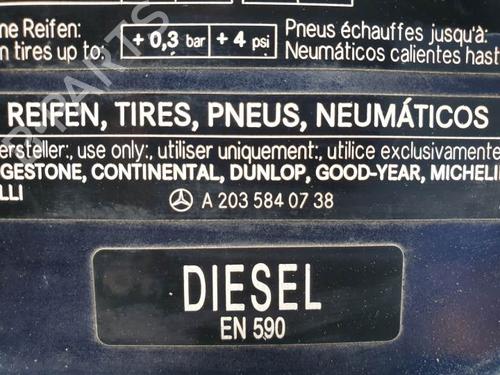 ne Reifen:
n tires up to:
+ 0,3 bar
+ 4 psi
Pneus échauffes jusqu'à:
Neumáticos calientes hast
REIFEN, TIRES, PNEUS, NEUMÁTICOS
ersteller:, use only:, utiliser uniquement:, utilice exclusivamente
GESTONE, CONTINENTAL, DUNLOP, GOOD-YEAR, MICHELI
LLI
A 203 584 07 38
DIESEL
EN 590